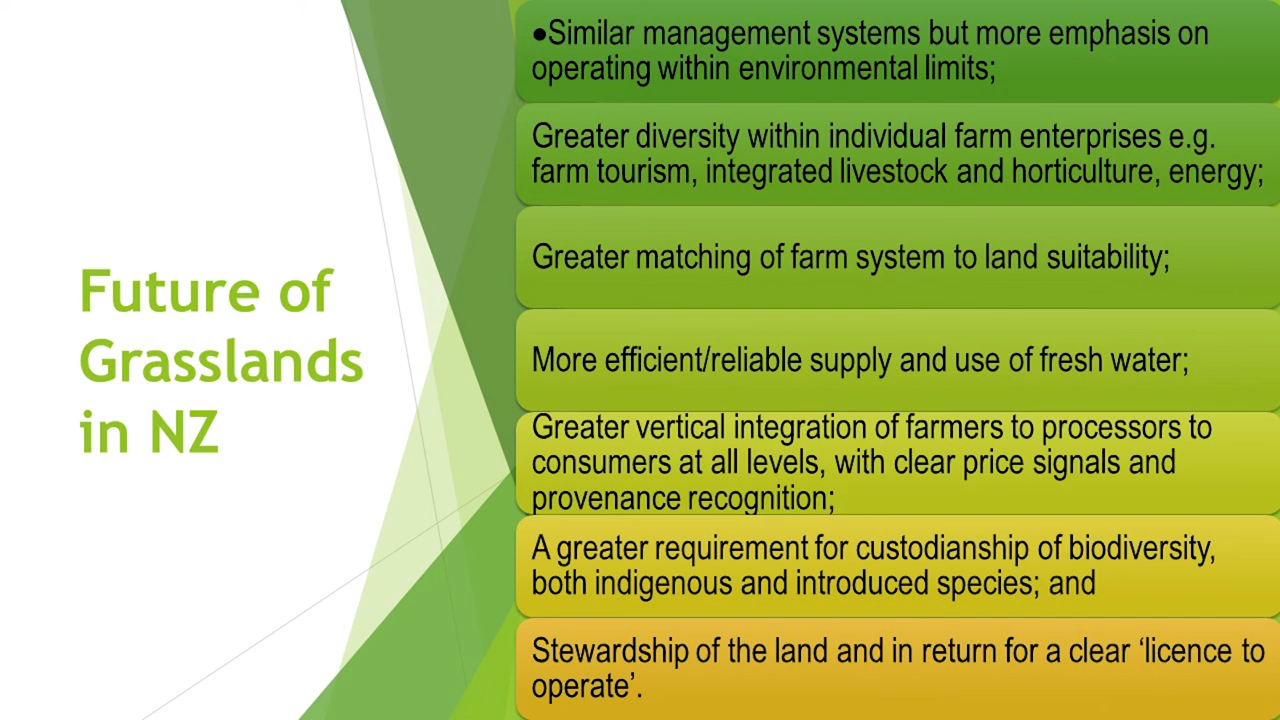 Future of
Grasslands
in NZ
●Similar management systems but more emphasis on
operating within environmental limits;
Greater diversity within individual farm enterprises e.g.
farm tourism, integrated livestock and horticulture, energy;
Greater matching of farm system to land suitability;
More efficient/reliable supply and use of fresh water;
Greater vertical integration of farmers to processors to
consumers at all levels, with clear price signals and
provenance recognition;
A greater requirement for custodianship of biodiversity,
both indigenous and introduced species; and
Stewardship of the land and in return for a clear ‘licence to
operate’.